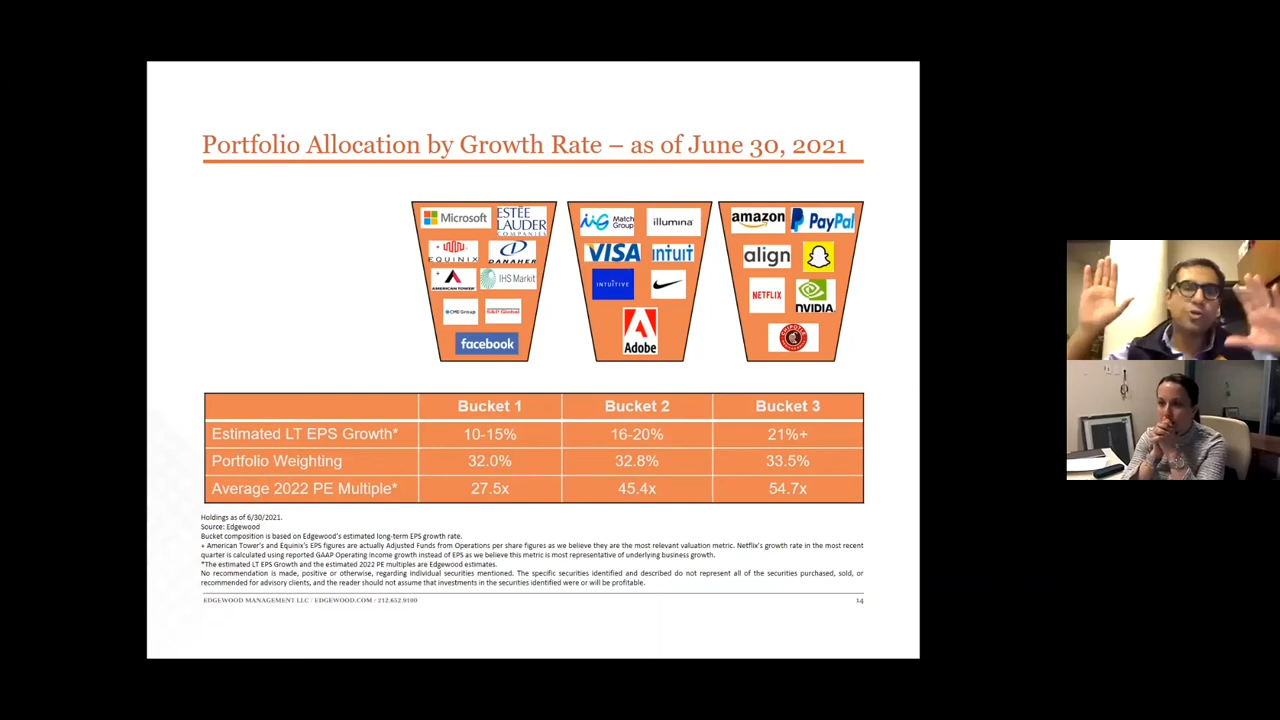 Portfolio Allocation by Growth Rate – as of June 30, 2021
Microsoft
ESTĒE
LAUDER
COMPANIES
+ EQUINIX
DANAHER
+ AMERICAN TOWER
IHS Markit
CME Group
S&P Global
facebook
Match
Group
illumina
VISA
intuit
INTUITIVE
Adobe
amazon
PayPal
align
NETFLIX
NVIDIA
CHIPOTLE
Bucket 1 Bucket 2 Bucket 3
Estimated LT EPS Growth* 10-15% 16-20% 21%+
Portfolio Weighting 32.0% 32.8% 33.5%
Average 2022 PE Multiple* 27.5x 45.4x 54.7x
Holdings as of 6/30/2021.
Source: Edgewood
Bucket composition is based on Edgewood's estimated long-term EPS growth rate.
+ American Tower's and Equinix's EPS figures are actually Adjusted Funds from Operations per share figures as we believe they are the most relevant valuation metric. Netflix's growth rate in the most recent
quarter is calculated using reported GAAP Operating Income growth instead of EPS as we believe this metric is most representative of underlying business growth.
*The estimated LT EPS Growth and the estimated 2022 PE multiples are Edgewood estimates.
No recommendation is made, positive or otherwise, regarding individual securities mentioned. The specific securities identified and described do not represent all of the securities purchased, sold, or
recommended for advisory clients, and the reader should not assume that investments in the securities identified were or will be profitable.
EDGEWOOD MANAGEMENT LLC / EDGEWOOD.COM / 212.652.9100 14